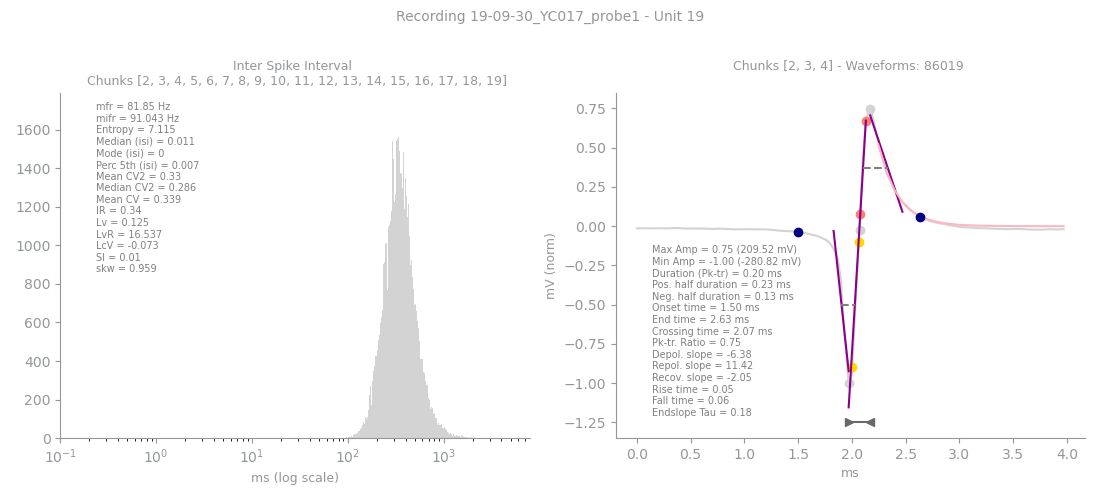 Recording 19-09-30_YC017_probe1 - Unit 19
Inter Spike Interval
Chunks [2, 3, 4, 5, 6, 7, 8, 9, 10, 11, 12, 13, 14, 15, 16, 17, 18, 19]
mfr = 81.85 Hz
mifr = 91.043 Hz
Entropy = 7.115
Median (isi) = 0.011
Mode (isi) = 0
Perc 5th (isi) = 0.007
Mean CV2 = 0.33
Median CV2 = 0.286
Mean CV = 0.339
IR = 0.34
Lv = 0.125
LvR = 16.537
LcV = -0.073
SI = 0.01
skw = 0.959
1600
1400
1200
1000
800
600
400
200
0
10⁻¹ 10⁰ 10¹ 10² 10³
ms (log scale)
Chunks [2, 3, 4] - Waveforms: 86019
mV (norm)
0.75
0.50
0.25
0.00
−0.25
−0.50
−0.75
−1.00
−1.25
Max Amp = 0.75 (209.52 mV)
Min Amp = -1.00 (-280.82 mV)
Duration (Pk-tr) = 0.20 ms
Pos. half duration = 0.23 ms
Neg. half duration = 0.13 ms
Onset time = 1.50 ms
End time = 2.63 ms
Crossing time = 2.07 ms
Pk-tr. Ratio = 0.75
Depol. slope = -6.38
Repol. slope = 11.42
Recov. slope = -2.05
Rise time = 0.05
Fall time = 0.06
Endslope Tau = 0.18
0.0 0.5 1.0 1.5 2.0 2.5 3.0 3.5 4.0
ms